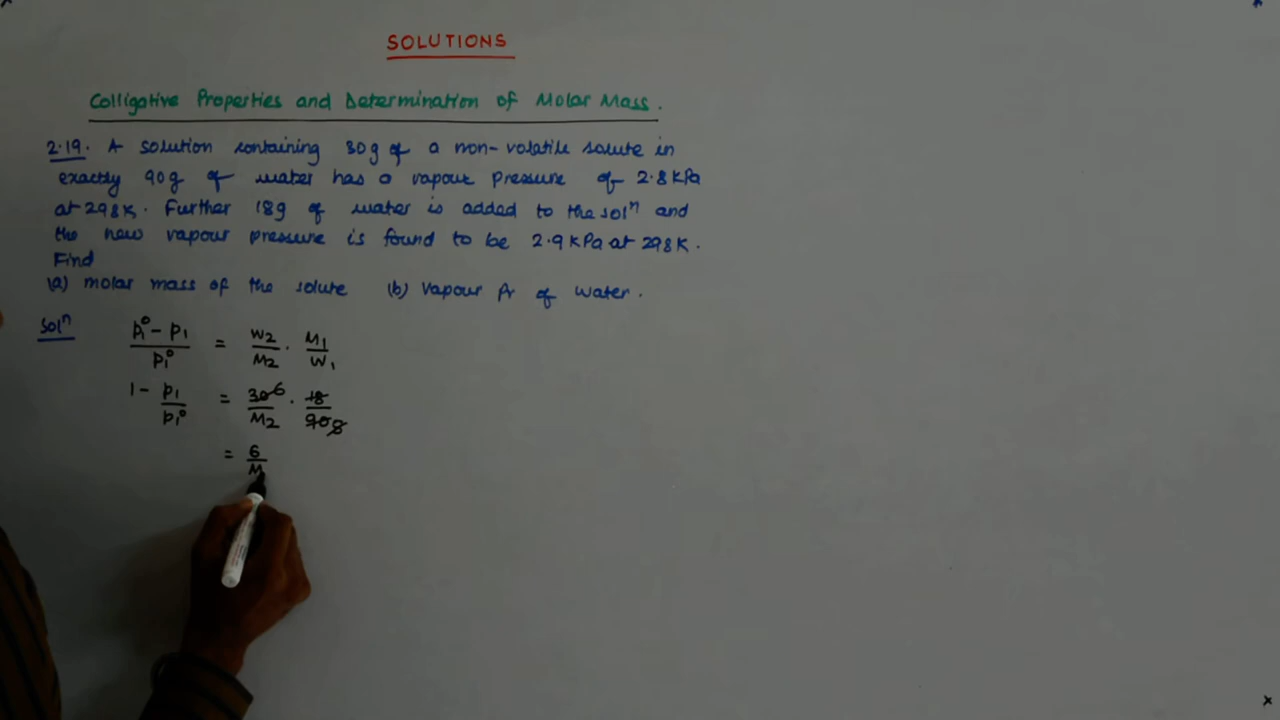 SOLUTIONS
Colligative Properties and Determination of Molar Mass.
2.19. A solution containing 30g of a non-volatile solute in
exactly 90g of water has a vapour pressure of 2.8 kPa
at 298K. Further 18g of water is added to the solⁿ and
the new vapour pressure is found to be 2.9 kPa at 298K.
Find
(a) molar mass of the solute (b) Vapour Pr of water.
Solⁿ
p₁⁰ - p₁ / p₁⁰ = W₂/M₂ · M₁/W₁
1 - p₁/p₁⁰ = 30 6/M₂ · 18/90
= 6/M